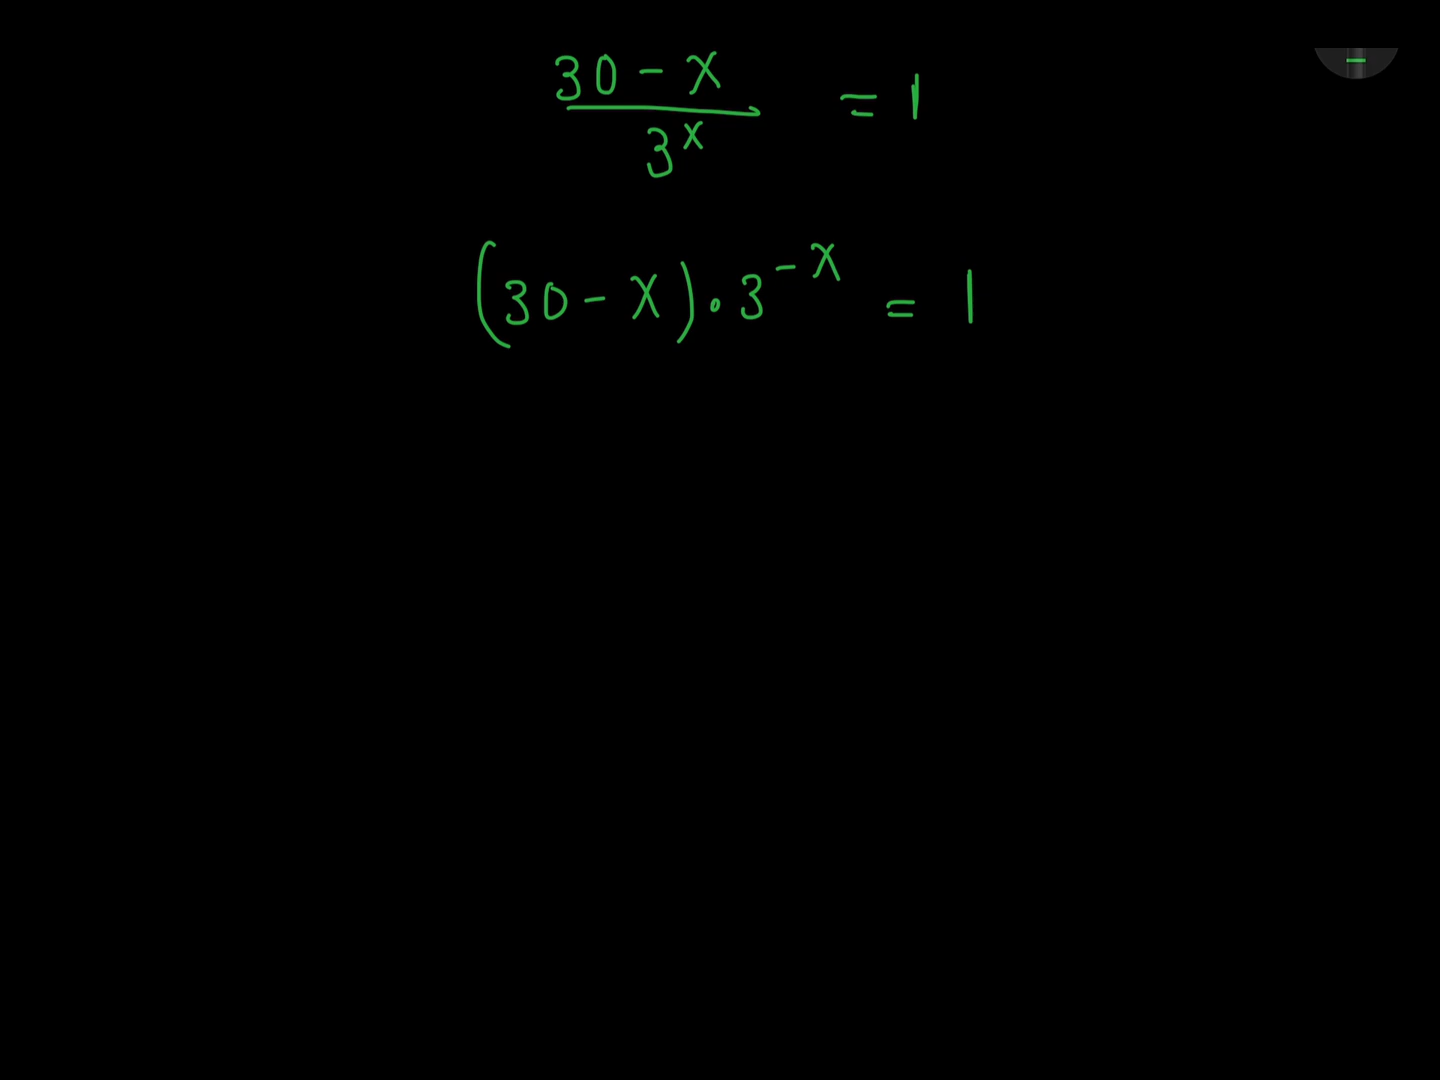 (30 - x)/3^x = 1
(30 - x) · 3^-x = 1